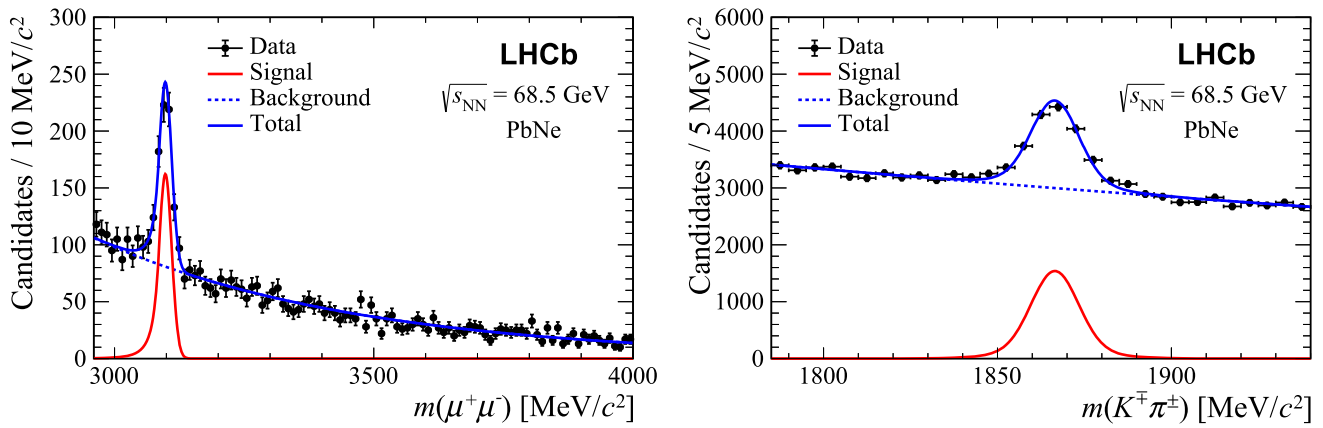 Candidates / 10 MeV/c²
300
250
200
150
100
50
0
Data
Signal
Background
Total
LHCb
√s_NN = 68.5 GeV
PbNe
3000 3500 4000
m(μ⁺μ⁻) [MeV/c²]
Candidates / 5 MeV/c²
6000
5000
4000
3000
2000
1000
0
Data
Signal
Background
Total
LHCb
√s_NN = 68.5 GeV
PbNe
1800 1850 1900
m(K^∓π^±) [MeV/c²]